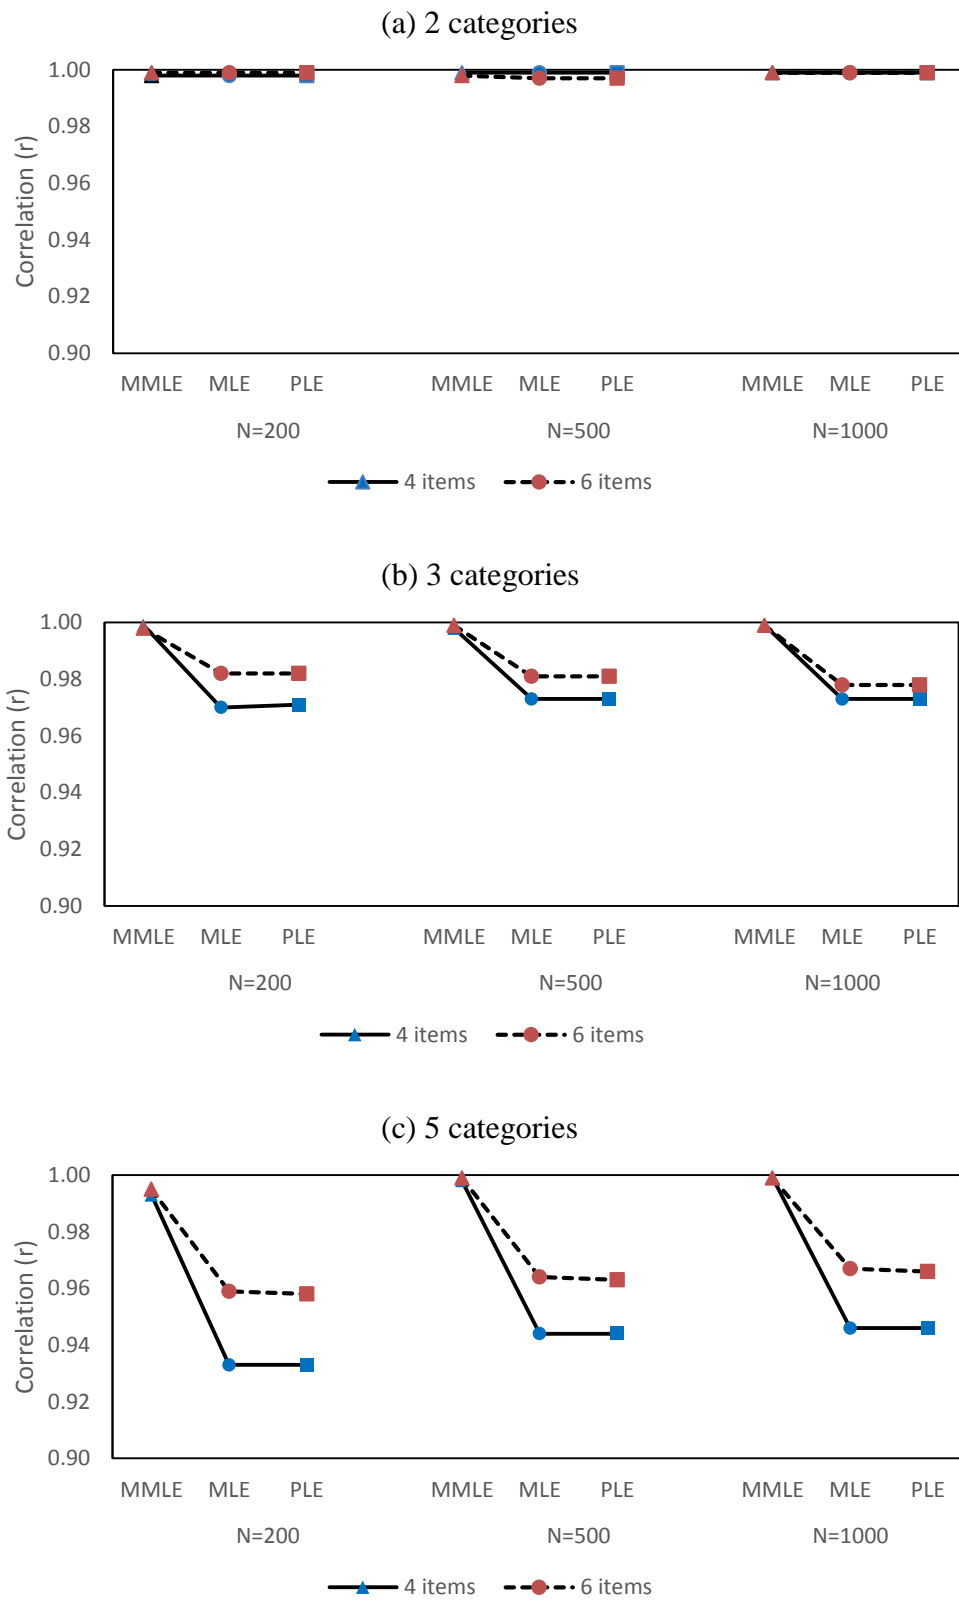 (a) 2 categories
1.00
0.98
0.96
0.94
0.92
0.90
Correlation (r)
MMLE MLE PLE MMLE MLE PLE MMLE MLE PLE
N=200 N=500 N=1000
4 items 6 items
(b) 3 categories
1.00
0.98
0.96
0.94
0.92
0.90
Correlation (r)
MMLE MLE PLE MMLE MLE PLE MMLE MLE PLE
N=200 N=500 N=1000
4 items 6 items
(c) 5 categories
1.00
0.98
0.96
0.94
0.92
0.90
Correlation (r)
MMLE MLE PLE MMLE MLE PLE MMLE MLE PLE
N=200 N=500 N=1000
4 items 6 items